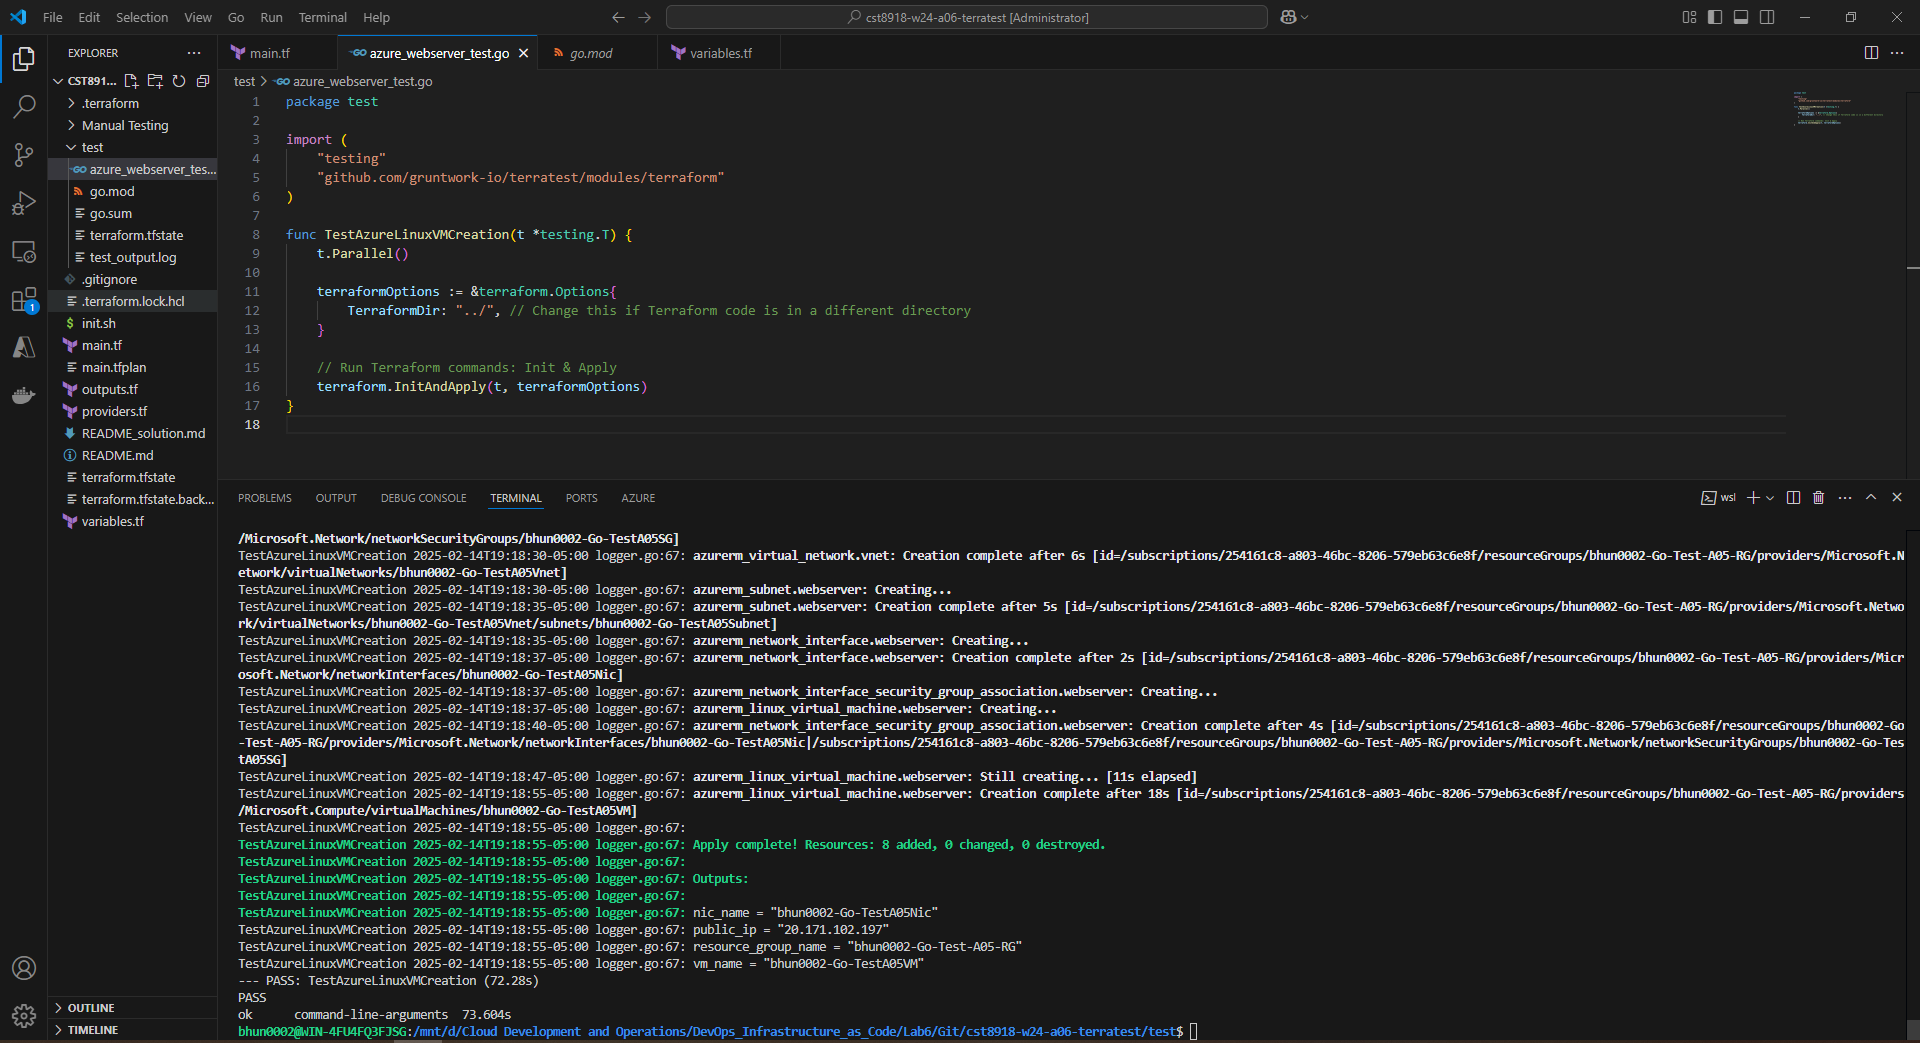 File Edit Selection View Go Run Terminal Help
cst8918-w24-a06-terratest [Administrator]
EXPLORER
CST891...
.terraform
Manual Testing
test
azure_webserver_tes...
go.mod
go.sum
terraform.tfstate
test_output.log
.gitignore
.terraform.lock.hcl
init.sh
main.tf
main.tfplan
outputs.tf
providers.tf
README_solution.md
README.md
terraform.tfstate
terraform.tfstate.back...
variables.tf
OUTLINE
TIMELINE
1
main.tf azure_webserver_test.go go.mod variables.tf
test > azure_webserver_test.go
1 package test
2
3 import (
4 "testing"
5 "github.com/gruntwork-io/terratest/modules/terraform"
6 )
7
8 func TestAzureLinuxVMCreation(t *testing.T) {
9 t.Parallel()
10
11 terraformOptions := &terraform.Options{
12 TerraformDir: "../", // Change this if Terraform code is in a different directory
13 }
14
15 // Run Terraform commands: Init & Apply
16 terraform.InitAndApply(t, terraformOptions)
17 }
18
PROBLEMS OUTPUT DEBUG CONSOLE TERMINAL PORTS AZURE
wsl
/Microsoft.Network/networkSecurityGroups/bhun0002-Go-TestA05SG]
TestAzureLinuxVMCreation 2025-02-14T19:18:30-05:00 logger.go:67: azurerm_virtual_network.vnet: Creation complete after 6s [id=/subscriptions/254161c8-a803-46bc-8206-579eb63c6e8f/resourceGroups/bhun0002-Go-Test-A05-RG/providers/Microsoft.N
etwork/virtualNetworks/bhun0002-Go-TestA05Vnet]
TestAzureLinuxVMCreation 2025-02-14T19:18:30-05:00 logger.go:67: azurerm_subnet.webserver: Creating...
TestAzureLinuxVMCreation 2025-02-14T19:18:35-05:00 logger.go:67: azurerm_subnet.webserver: Creation complete after 5s [id=/subscriptions/254161c8-a803-46bc-8206-579eb63c6e8f/resourceGroups/bhun0002-Go-Test-A05-RG/providers/Microsoft.Netwo
rk/virtualNetworks/bhun0002-Go-TestA05Vnet/subnets/bhun0002-Go-TestA05Subnet]
TestAzureLinuxVMCreation 2025-02-14T19:18:35-05:00 logger.go:67: azurerm_network_interface.webserver: Creating...
TestAzureLinuxVMCreation 2025-02-14T19:18:37-05:00 logger.go:67: azurerm_network_interface.webserver: Creation complete after 2s [id=/subscriptions/254161c8-a803-46bc-8206-579eb63c6e8f/resourceGroups/bhun0002-Go-Test-A05-RG/providers/Micr
osoft.Network/networkInterfaces/bhun0002-Go-TestA05Nic]
TestAzureLinuxVMCreation 2025-02-14T19:18:37-05:00 logger.go:67: azurerm_network_interface_security_group_association.webserver: Creating...
TestAzureLinuxVMCreation 2025-02-14T19:18:37-05:00 logger.go:67: azurerm_linux_virtual_machine.webserver: Creating...
TestAzureLinuxVMCreation 2025-02-14T19:18:40-05:00 logger.go:67: azurerm_network_interface_security_group_association.webserver: Creation complete after 4s [id=/subscriptions/254161c8-a803-46bc-8206-579eb63c6e8f/resourceGroups/bhun0002-Go
-Test-A05-RG/providers/Microsoft.Network/networkInterfaces/bhun0002-Go-TestA05Nic|/subscriptions/254161c8-a803-46bc-8206-579eb63c6e8f/resourceGroups/bhun0002-Go-Test-A05-RG/providers/Microsoft.Network/networkSecurityGroups/bhun0002-Go-Tes
tA05SG]
TestAzureLinuxVMCreation 2025-02-14T19:18:47-05:00 logger.go:67: azurerm_linux_virtual_machine.webserver: Still creating... [11s elapsed]
TestAzureLinuxVMCreation 2025-02-14T19:18:55-05:00 logger.go:67: azurerm_linux_virtual_machine.webserver: Creation complete after 18s [id=/subscriptions/254161c8-a803-46bc-8206-579eb63c6e8f/resourceGroups/bhun0002-Go-Test-A05-RG/providers
/Microsoft.Compute/virtualMachines/bhun0002-Go-TestA05VM]
TestAzureLinuxVMCreation 2025-02-14T19:18:55-05:00 logger.go:67:
TestAzureLinuxVMCreation 2025-02-14T19:18:55-05:00 logger.go:67: Apply complete! Resources: 8 added, 0 changed, 0 destroyed.
TestAzureLinuxVMCreation 2025-02-14T19:18:55-05:00 logger.go:67:
TestAzureLinuxVMCreation 2025-02-14T19:18:55-05:00 logger.go:67: Outputs:
TestAzureLinuxVMCreation 2025-02-14T19:18:55-05:00 logger.go:67:
TestAzureLinuxVMCreation 2025-02-14T19:18:55-05:00 logger.go:67: nic_name = "bhun0002-Go-TestA05Nic"
TestAzureLinuxVMCreation 2025-02-14T19:18:55-05:00 logger.go:67: public_ip = "20.171.102.197"
TestAzureLinuxVMCreation 2025-02-14T19:18:55-05:00 logger.go:67: resource_group_name = "bhun0002-Go-Test-A05-RG"
TestAzureLinuxVMCreation 2025-02-14T19:18:55-05:00 logger.go:67: vm_name = "bhun0002-Go-TestA05VM"
--- PASS: TestAzureLinuxVMCreation (72.28s)
PASS
ok command-line-arguments 73.604s
bhun0002@WIN-4FU4FQ3FJSG:/mnt/d/Cloud Development and Operations/DevOps_Infrastructure_as_Code/Lab6/Git/cst8918-w24-a06-terratest/test$